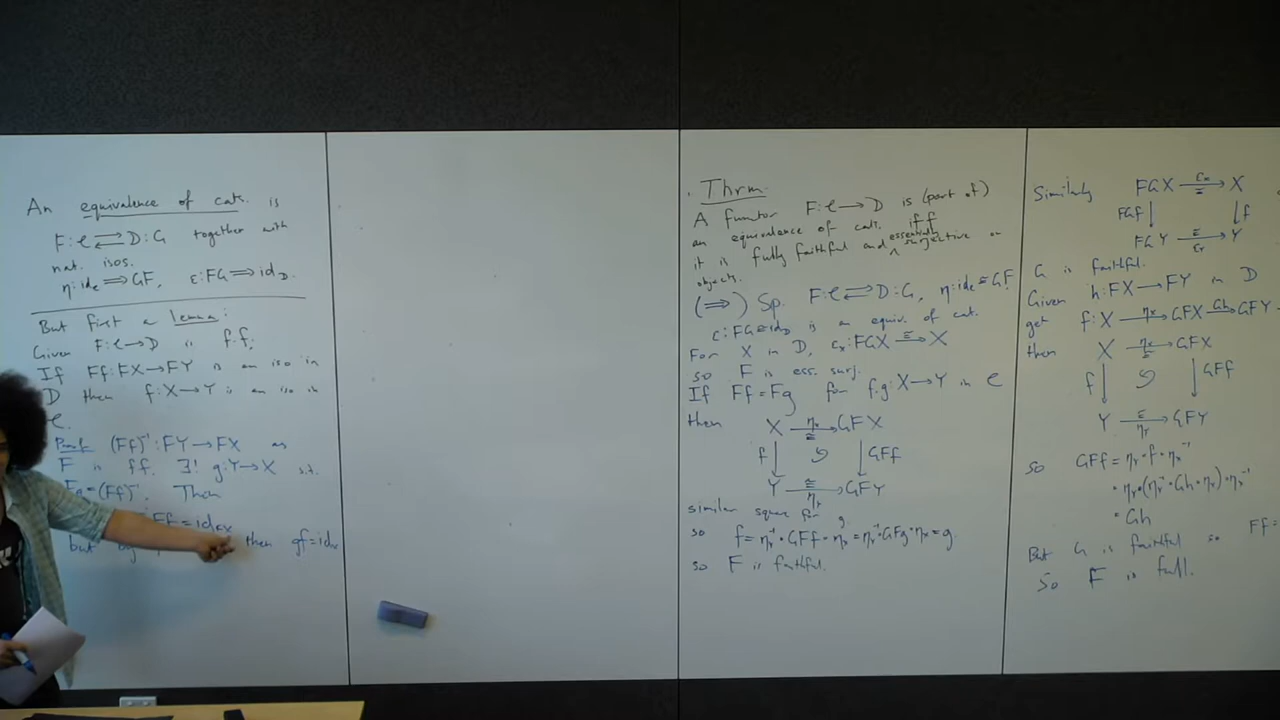 An equivalence of cats. is
F:C ⇄ D:G together with
nat. isos.
η:id_C ⟹ GF, ε:FG ⟹ id_D.
But first a lemma:
Given F:C→D is f.f;
If Ff:FX→FY is an iso in
D then f:X→Y is an iso in
C.
Proof (Ff)⁻¹:FY→FX as
F is ff. ∃! g:Y→X s.t.
Fg=(Ff)⁻¹. Then
Ff = id_FX
but by then gf=id_X
Thrm.
A functor F:C→D is (part of)
an equivalence of cats. iff
it is fully faithful and essentially surjective on
objects.
(⇒) Sp. F:C ⇄ D:G, η:id_C ≅ GF
ε:FG≅id_D is an equiv. of cat.
For X in D, ε_X:FGX →≅ X
so F is ess. surj.
If Ff=Fg for f,g:X→Y in C
then X →η_X ≅ GFX
f ↓ ↺ ↓ GFf
Y →≅ η_Y GFY
similar square for g
so f=η_Y⁻¹∘GFf∘η_X=η_Y⁻¹∘GFg∘η_X=g
so F is faithful.
Similarly FGX →ε_X ≅ X
FGf ↓ ↓ f
FGY →≅ ε_Y Y
G is faithful.
Given h:FX→FY in D
get f:X →η_X GFX →Gh GFY
then X →η_X ≅ GFX
f ↓ ↺ ↓ GFf
Y →≅ η_Y GFY
so GFf=η_Y∘f∘η_X⁻¹
=η_Y∘(η_Y⁻¹∘Gh∘η_X)∘η_X⁻¹
=Gh
But G is faithful so Ff=
So F is full.